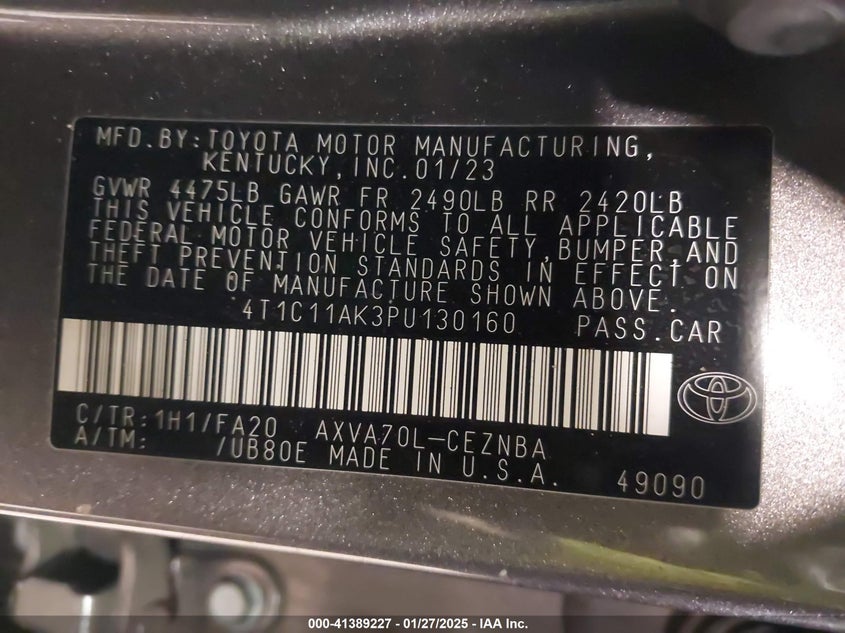 MFD.BY:TOYOTA MOTOR MANUFACTURING,
KENTUCKY,INC.01/23
GVWR 4475LB GAWR FR 2490LB RR 2420LB
THIS VEHICLE CONFORMS TO ALL APPLICABLE
FEDERAL MOTOR VEHICLE SAFETY,BUMPER,AND
THEFT PREVENTION STANDARDS IN EFFECT ON
THE DATE OF MANUFACTURE SHOWN ABOVE.
4T1C11AK3PU130160 PASS.CAR
C/TR:1H1/FA20 AXVA70L-CEZNBA
A/TM: /UB80E MADE IN U.S.A. 49090
000-41389227 - 01/27/2025 - IAA Inc.